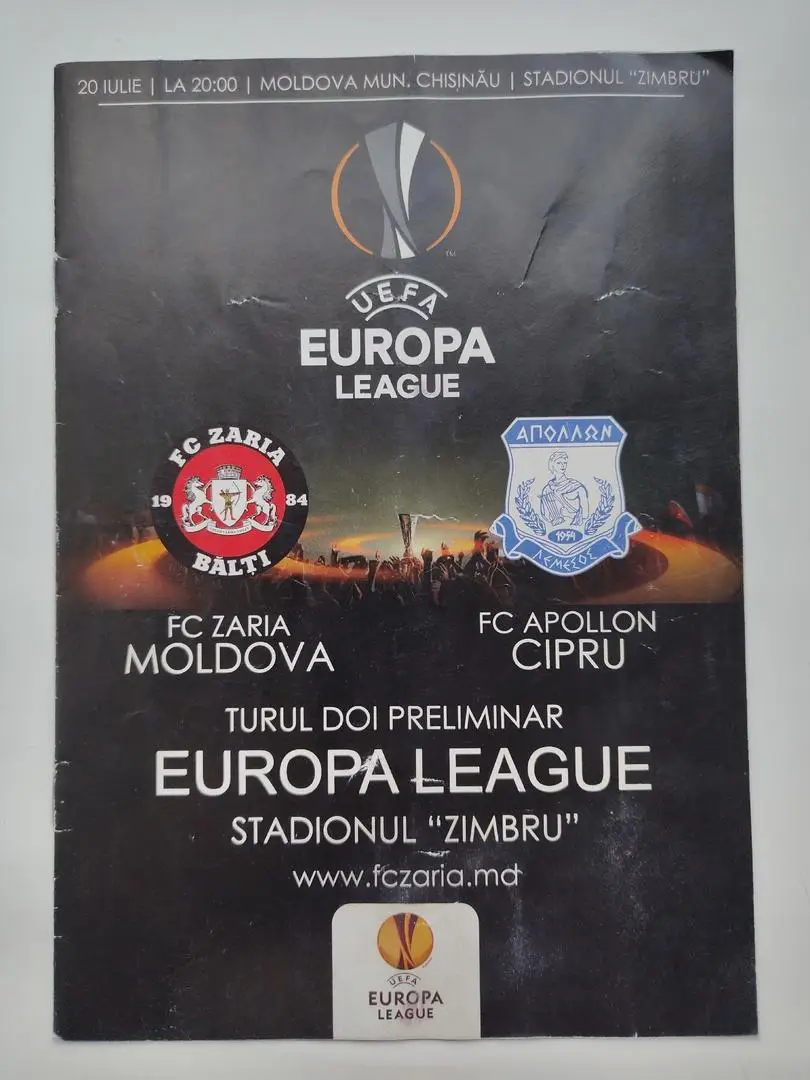 20 IULIE | LA 20:00 | MOLDOVA MUN. CHIȘINĂU | STADIONUL "ZIMBRU"
TM
UEFA
EUROPA
LEAGUE
FC ZARIA
1984
BĂLȚI
ΑΠΟΛΛΩΝ
1954
ΛΕΜΕΣΟΣ
FC ZARIA
MOLDOVA
FC APOLLON
CIPRU
TURUL DOI PRELIMINAR
EUROPA LEAGUE
STADIONUL "ZIMBRU"
www.fczaria.md
UEFA
EUROPA
LEAGUE